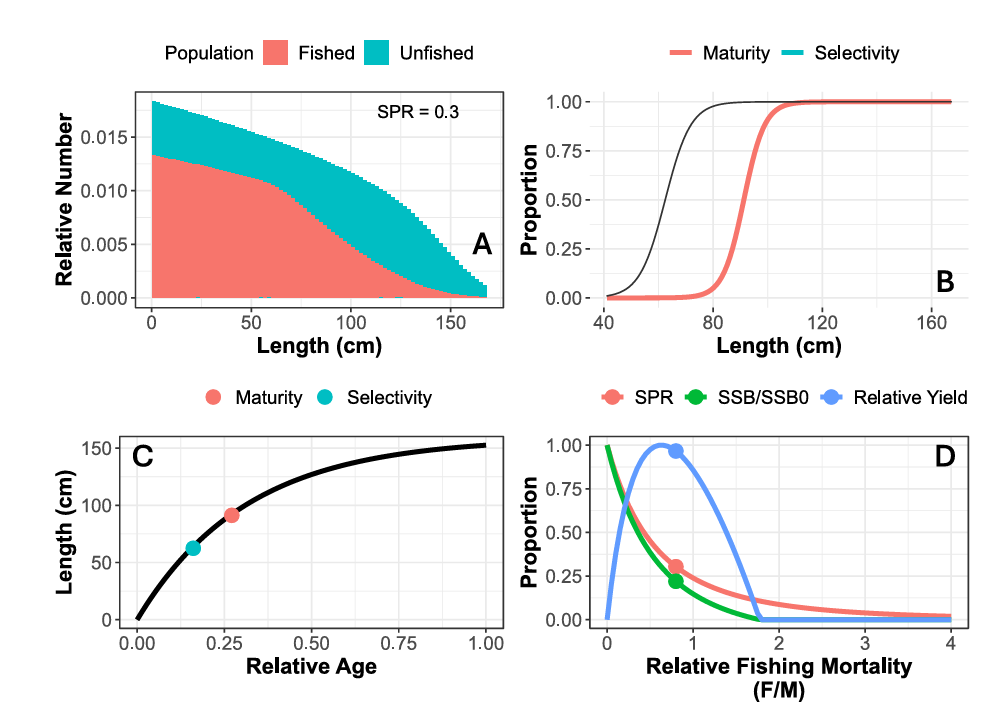 Population Fished Unfished
SPR = 0.3
A
Relative Number
0.015
0.010
0.005
0.000
0 50 100 150
Length (cm)
Maturity Selectivity
B
Proportion
1.00
0.75
0.50
0.25
0.00
40 80 120 160
Length (cm)
Maturity Selectivity
C
Length (cm)
150
100
50
0
0.00 0.25 0.50 0.75 1.00
Relative Age
SPR SSB/SSB0 Relative Yield
D
Proportion
1.00
0.75
0.50
0.25
0.00
0 1 2 3 4
Relative Fishing Mortality
(F/M)